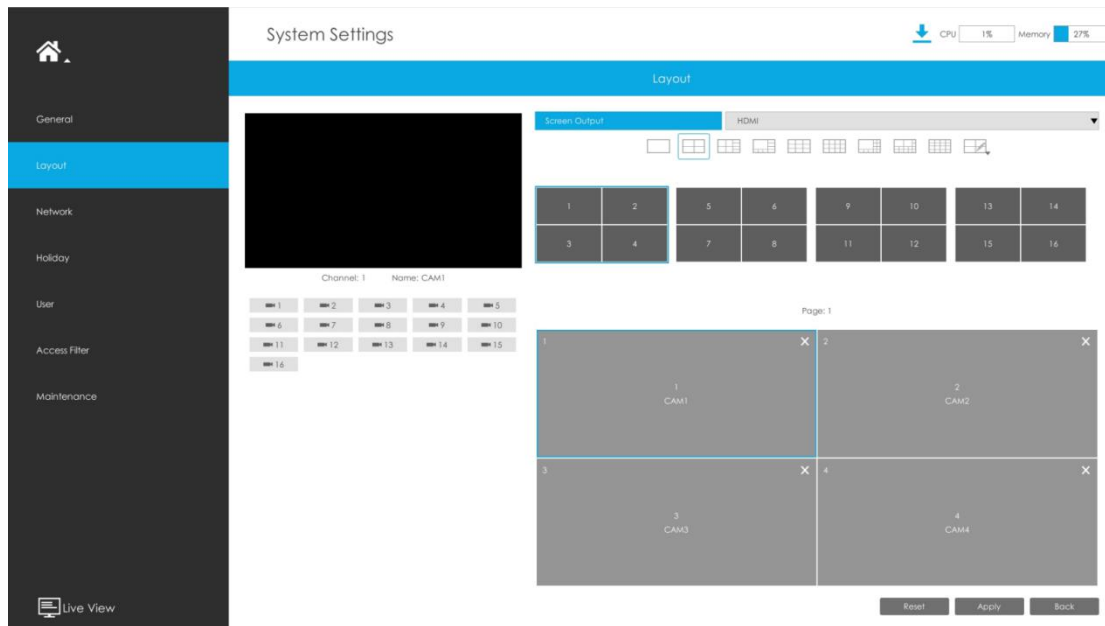 System Settings
CPU 1% Memory 27%
Layout
General
Layout
Network
Holiday
User
Access Filter
Maintenance
Live View
Screen Output HDMI
1 2 5 6 9 10 13 14
3 4 7 8 11 12 15 16
Channel: 1 Name: CAM1
1 2 3 4 5
6 7 8 9 10
11 12 13 14 15
16
Page: 1
1 X 2 X
1 2
CAM1 CAM2
3 X 4 X
3 4
CAM3 CAM4
Reset Apply Back